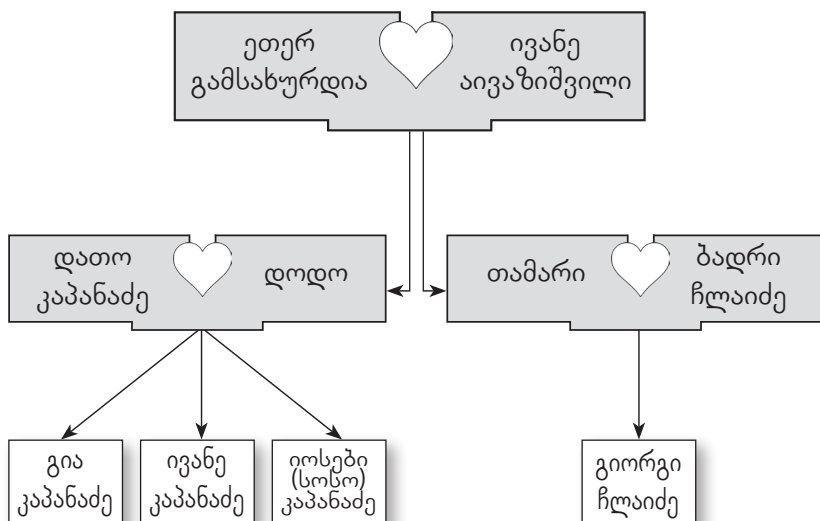 ეთერ
გამსახურდია
ივანე
აივაზიშვილი
დათო
კაპანაძე
დოდო
თამარი
ბადრი
ჩლაიძე
გია
კაპანაძე
ივანე
კაპანაძე
იოსები
(სოსო)
კაპანაძე
გიორგი
ჩლაიძე